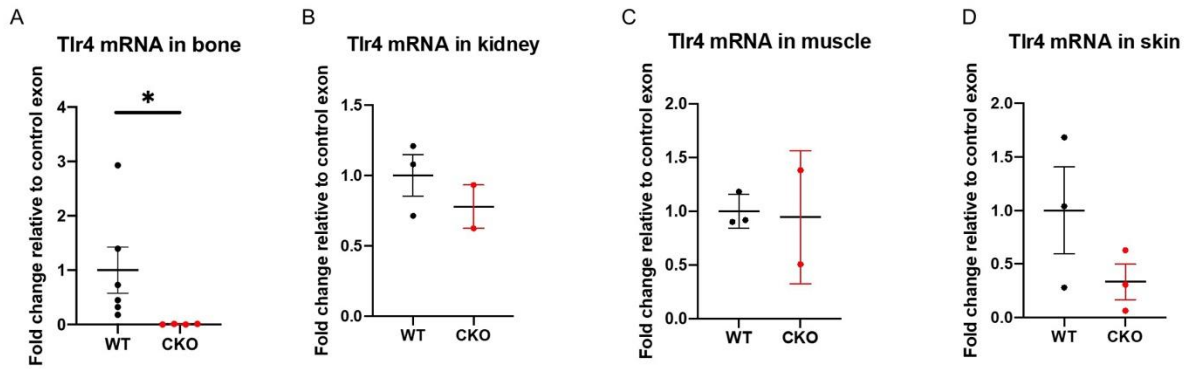 A
Tlr4 mRNA in bone
Fold change relative to control exon
4
3
2
1
0
*
WT
CKO
B
Tlr4 mRNA in kidney
Fold change relative to control exon
1.5
1.0
0.5
0.0
WT
CKO
C
Tlr4 mRNA in muscle
Fold change relative to control exon
2.0
1.5
1.0
0.5
0.0
WT
CKO
D
Tlr4 mRNA in skin
Fold change relative to control exon
2.0
1.5
1.0
0.5
0.0
WT
CKO